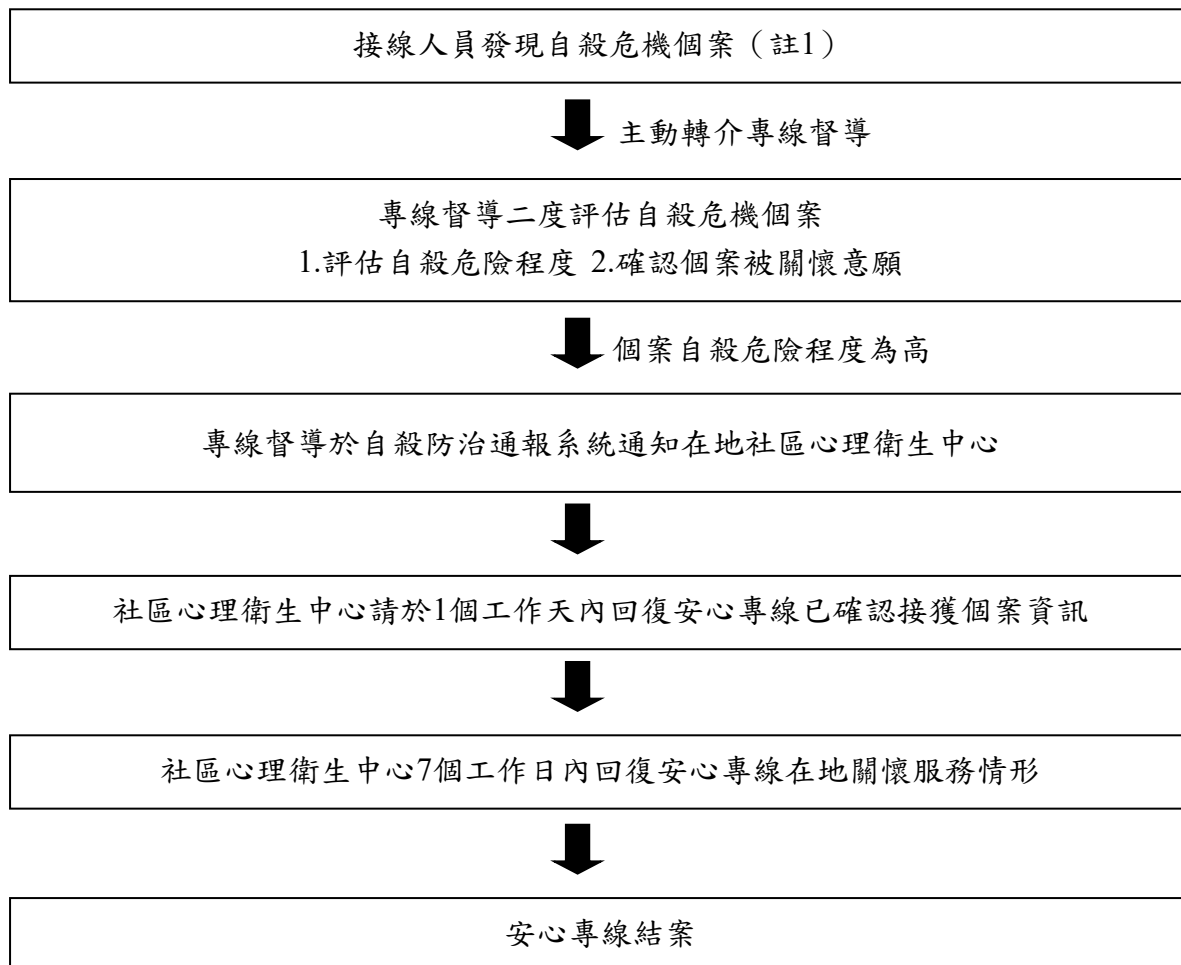 接線人員發現自殺危機個案（註1）
主動轉介專線督導
專線督導二度評估自殺危機個案
1.評估自殺危險程度 2.確認個案被關懷意願
個案自殺危險程度為高
專線督導於自殺防治通報系統通知在地社區心理衛生中心
社區心理衛生中心請於1個工作天內回復安心專線已確認接獲個案資訊
社區心理衛生中心7個工作日內回復安心專線在地關懷服務情形
安心專線結案